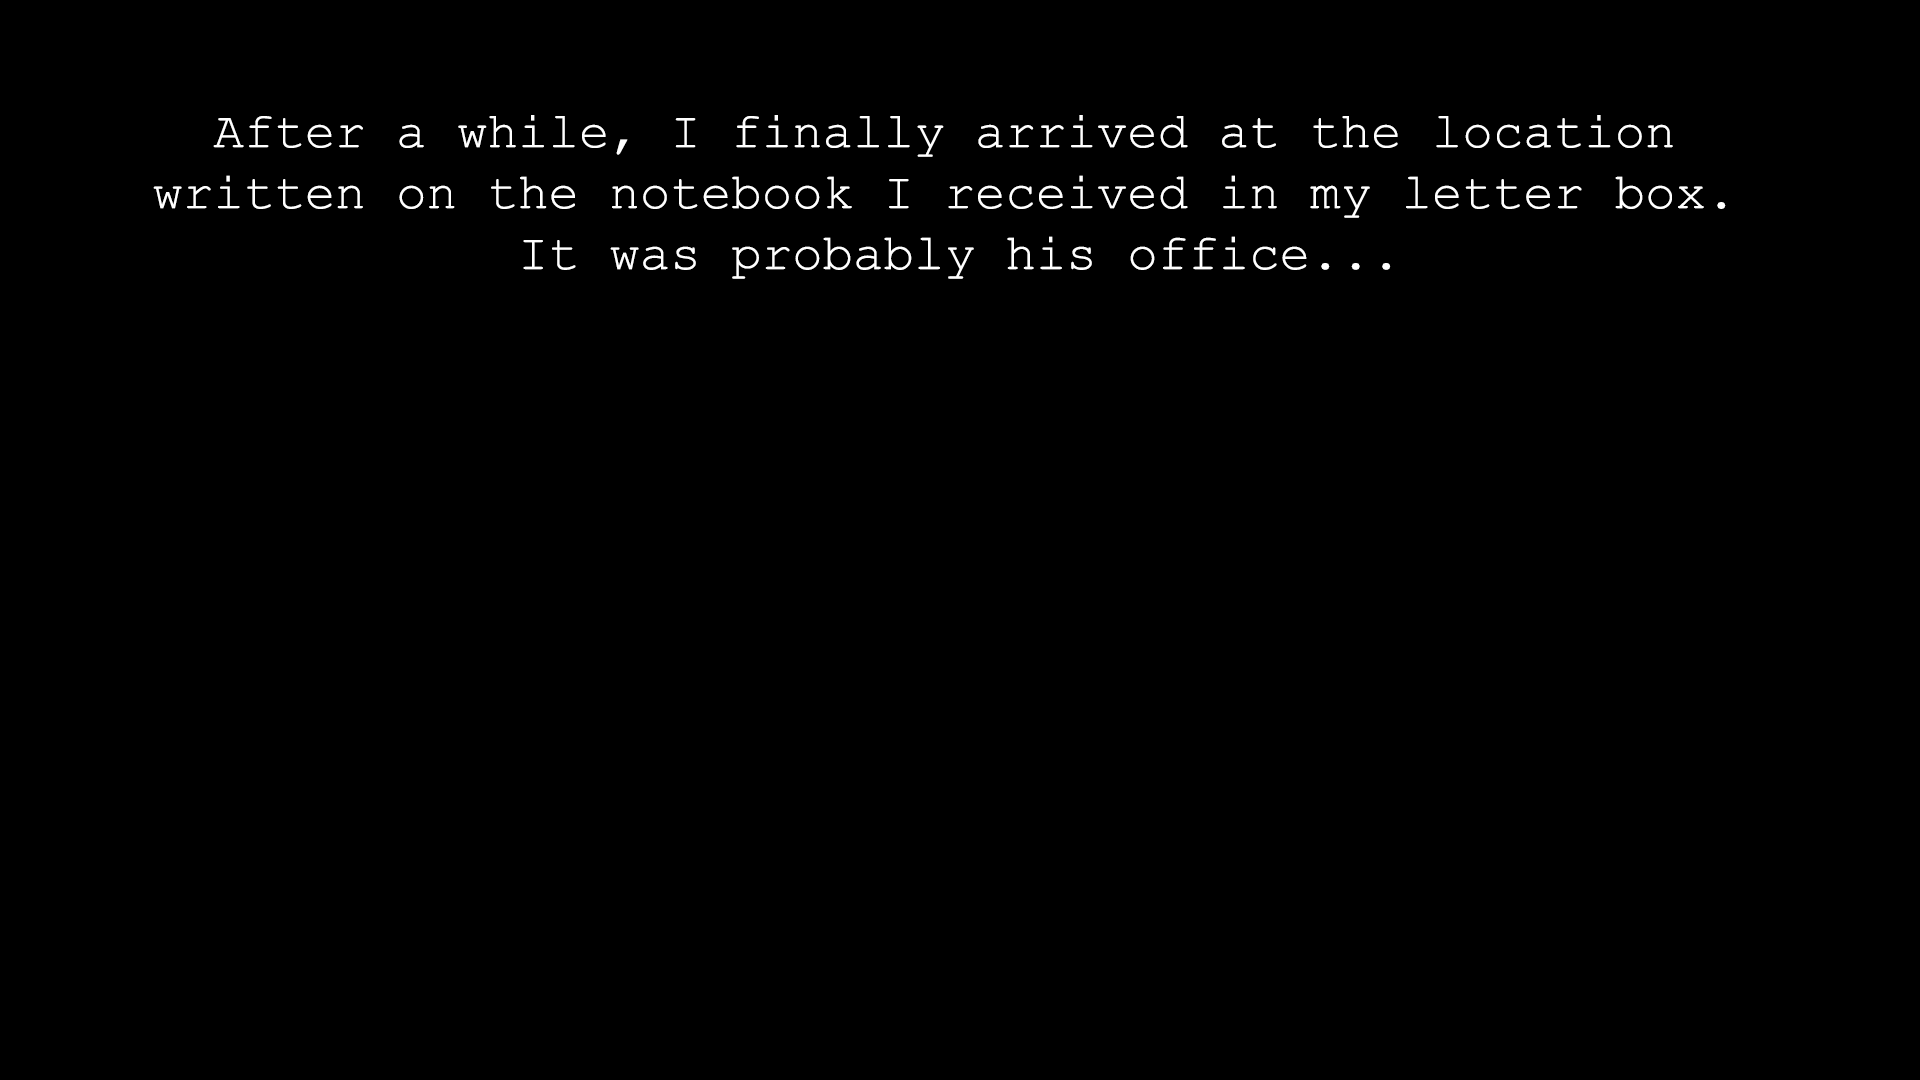 After a while, I finally arrived at the location
written on the notebook I received in my letter box.
It was probably his office...